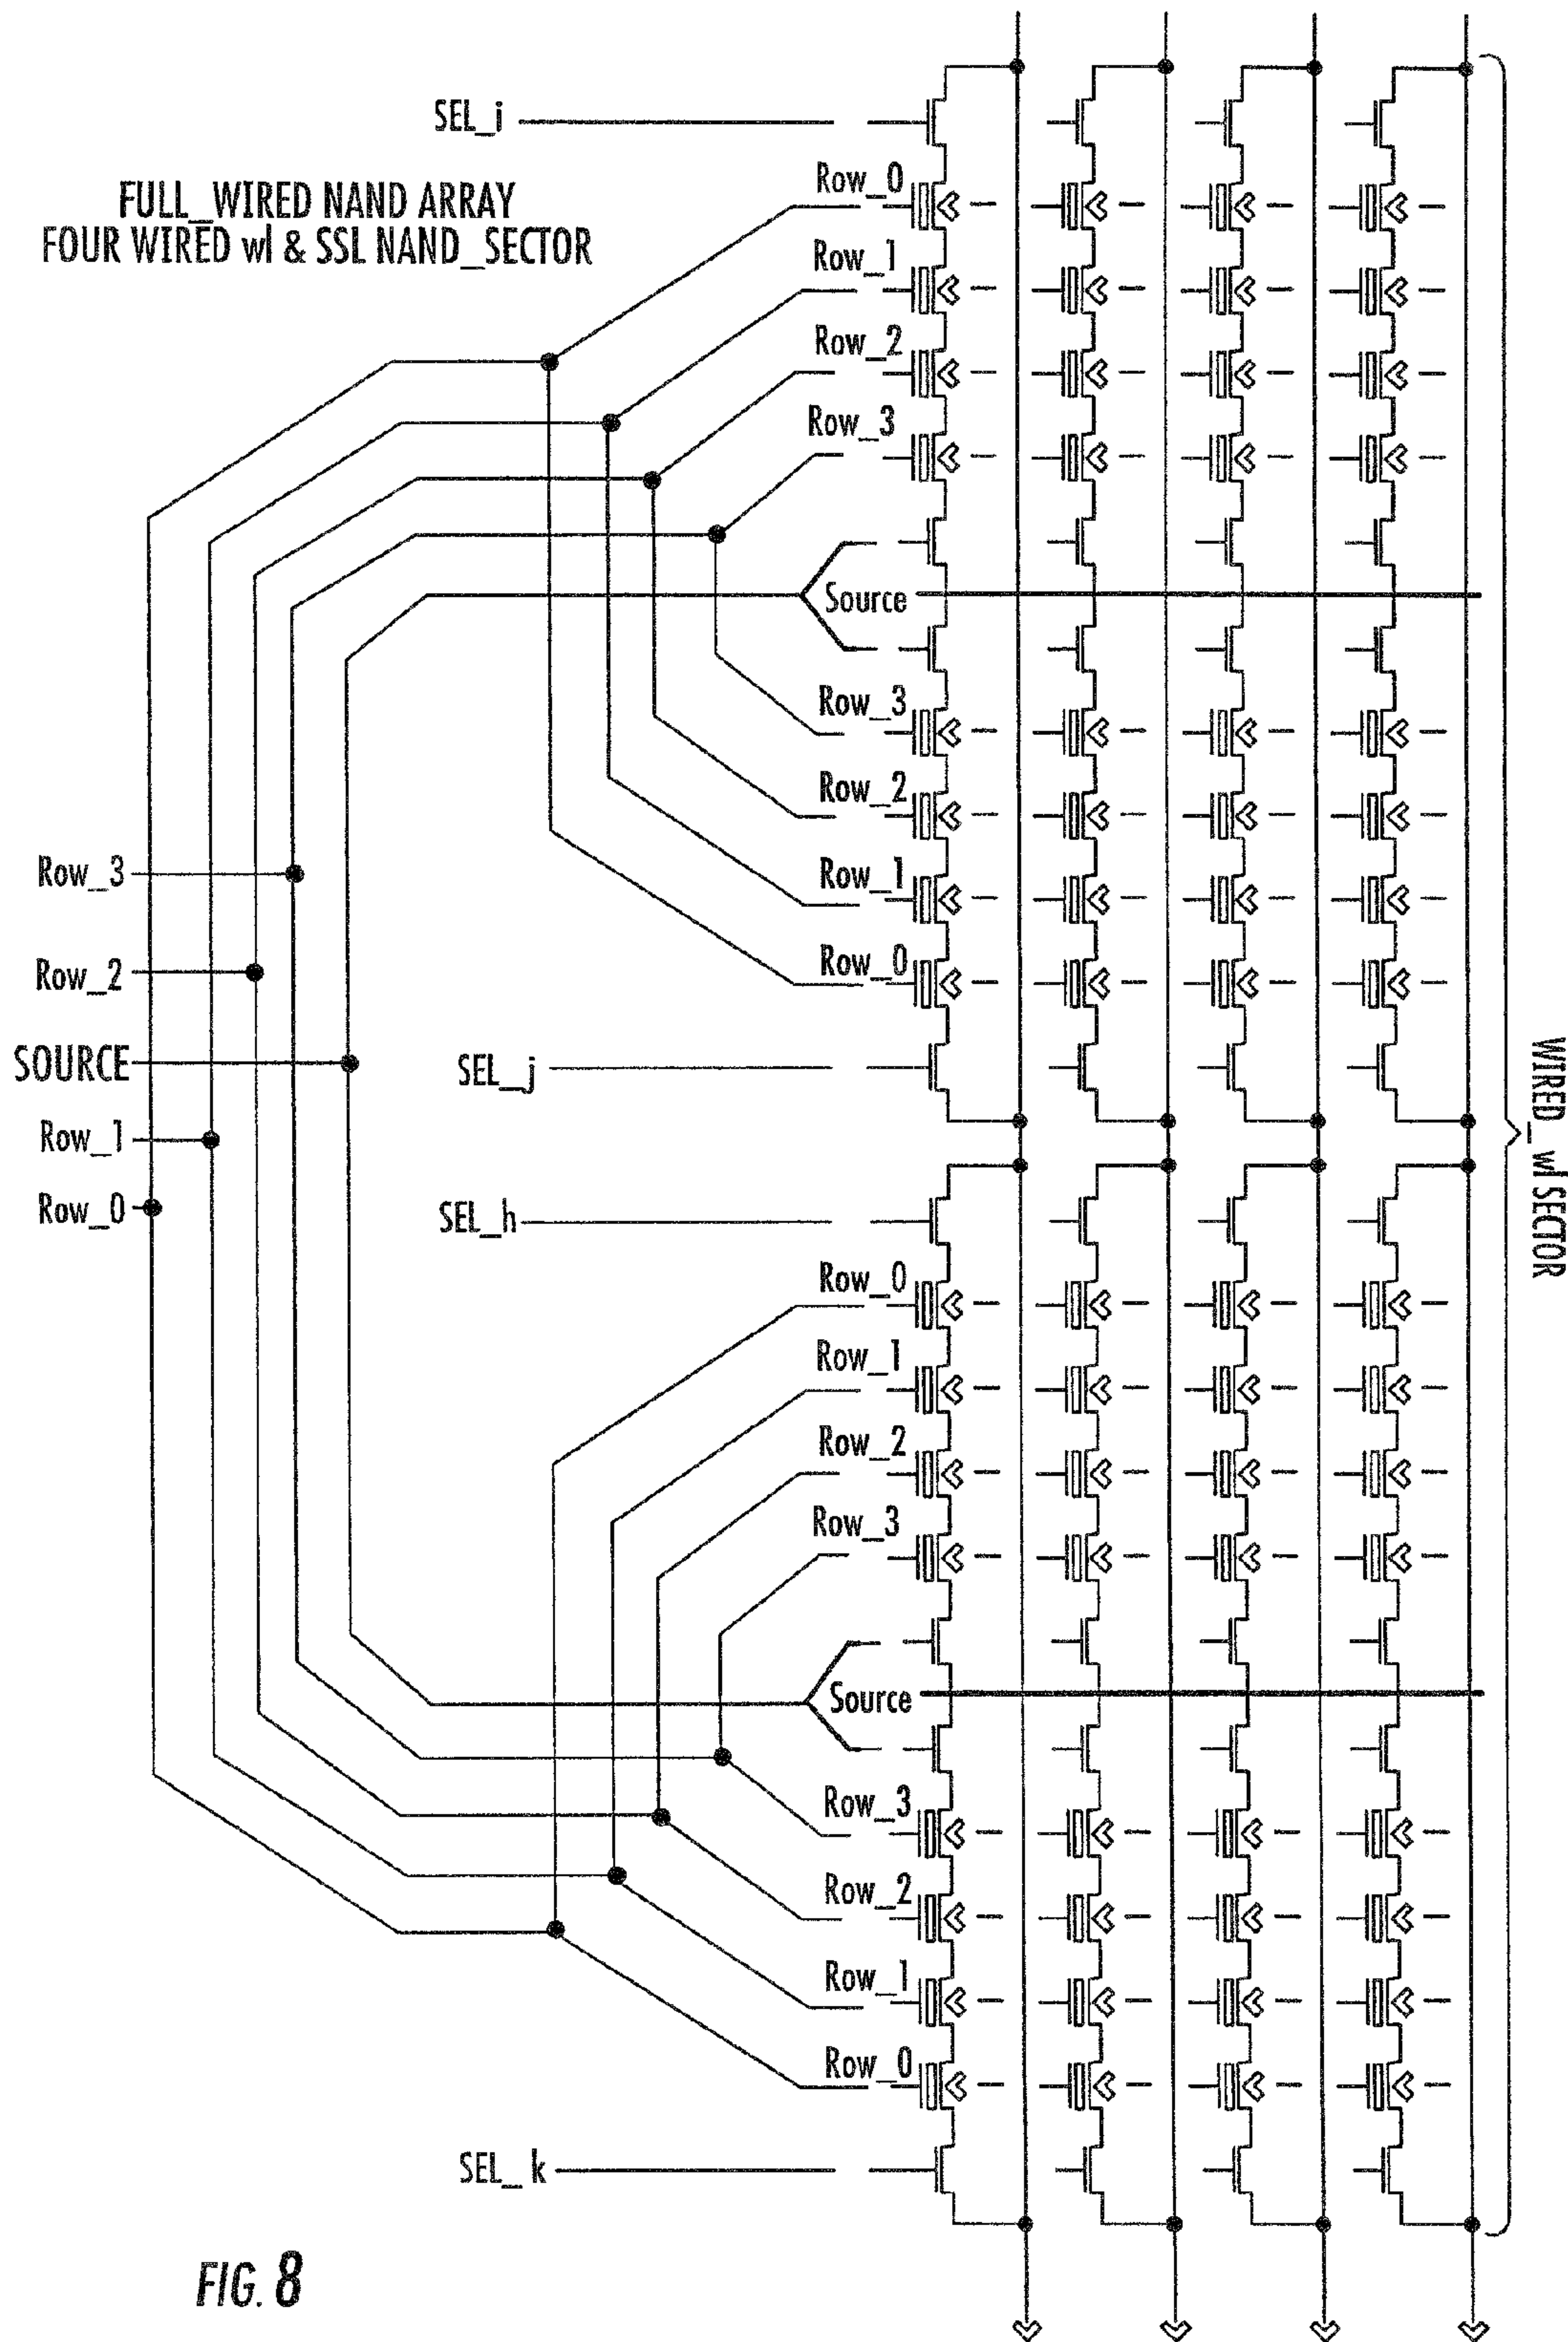 SEL_i
FULL_WIRED NAND ARRAY
FOUR WIRED wl & SSL NAND_SECTOR
Row_0
Row_1
Row_2
Row_3
Source
Row_3
Row_2
Row_1
Row_0
SEL_j
Row_3
Row_2
SOURCE
Row_1
Row_0
WIRED_wl SECTOR
SEL_h
Row_0
Row_1
Row_2
Row_3
Source
Row_3
Row_2
Row_1
Row_0
SEL_k
FIG. 8